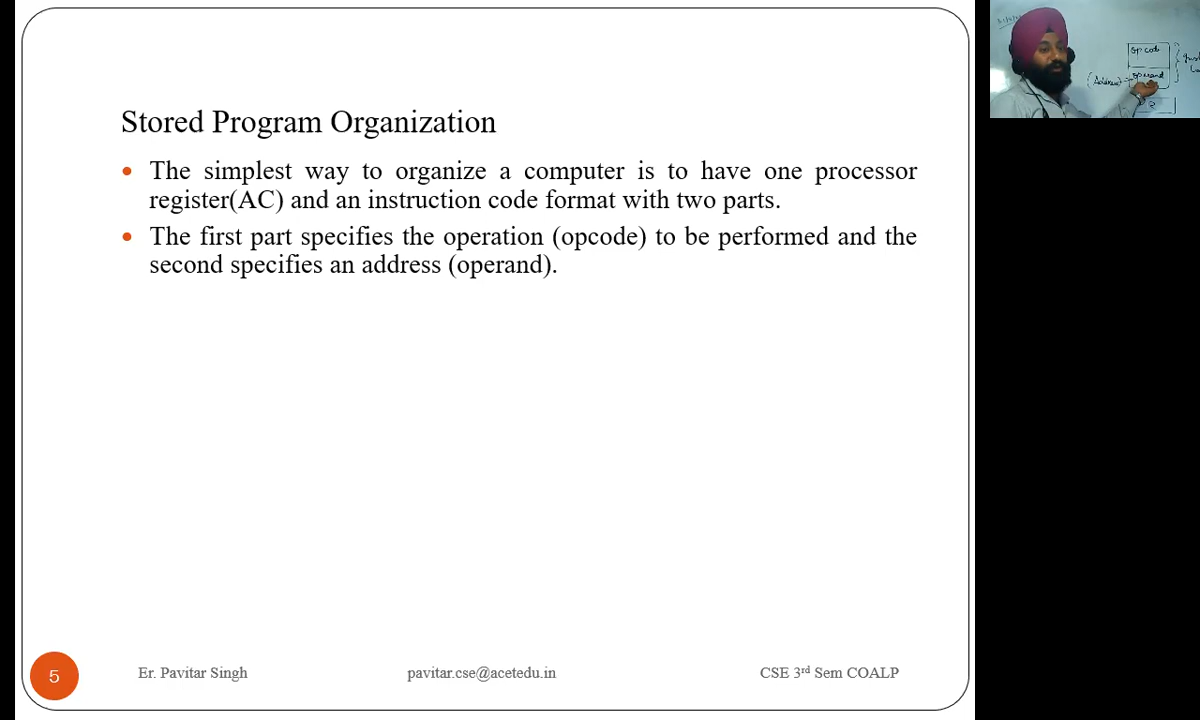 Stored Program Organization
The simplest way to organize a computer is to have one processor
register(AC) and an instruction code format with two parts.
The first part specifies the operation (opcode) to be performed and the
second specifies an address (operand).
5
Er. Pavitar Singh
pavitar.cse@acetedu.in
CSE 3rd Sem COALP
opcode
operand